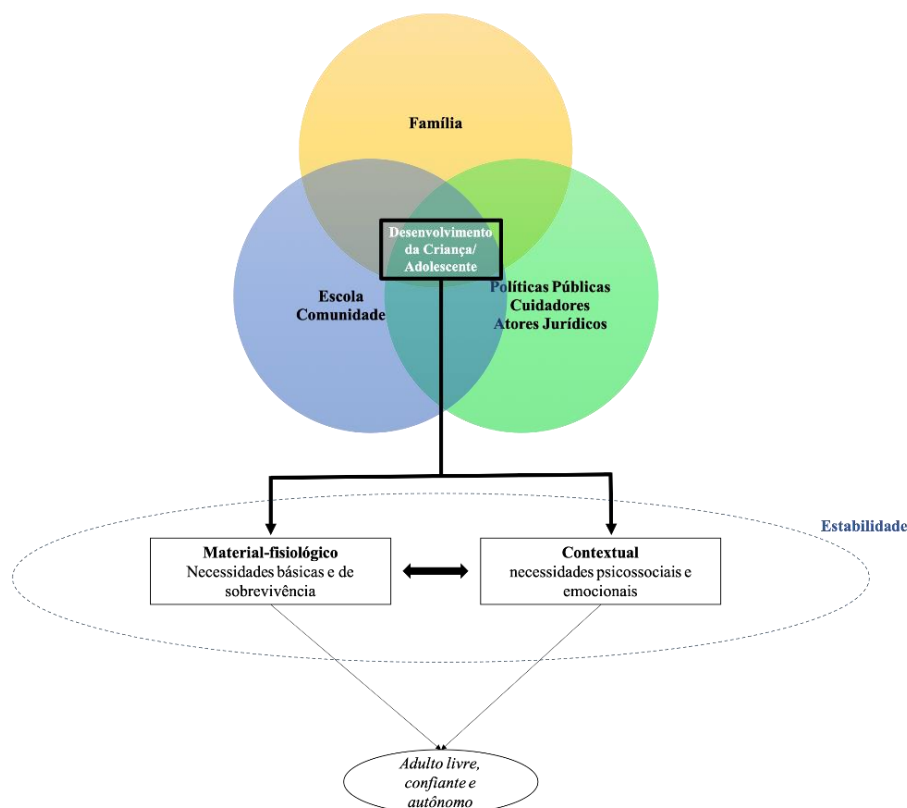 Família
Desenvolvimento
da Criança/
Adolescente
Escola
Comunidade
Políticas Públicas
Cuidadores
Atores Jurídicos
Estabilidade
Material-fisiológico
Necessidades básicas e de
sobrevivência
Contextual
necessidades psicossociais e
emocionais
Adulto livre,
confiante e
autônomo